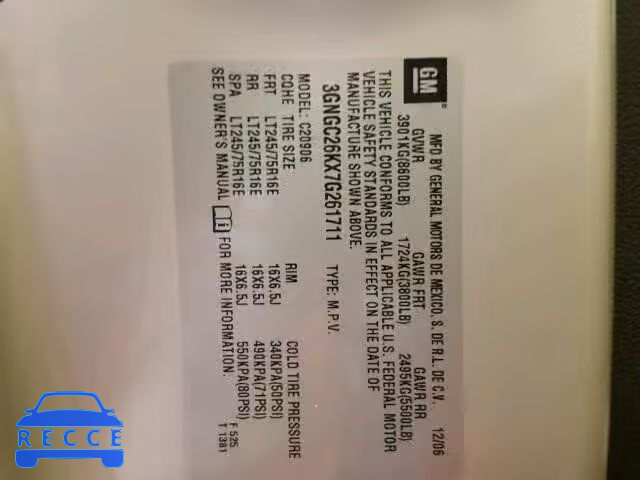 GM®
MFD BY GENERAL MOTORS DE MEXICO, S. DE R.L. DE C.V. 12/06
GVWR GAWR FRT GAWR RR
3901KG(8600LB) 1724KG(3800LB) 2495KG(5500LB)
THIS VEHICLE CONFORMS TO ALL APPLICABLE U.S. FEDERAL MOTOR
VEHICLE SAFETY STANDARDS IN EFFECT ON THE DATE OF
MANUFACTURE SHOWN ABOVE.
3GNGC26KX7G261711 TYPE: M.P.V.
MODEL: C20906
CQHE TIRE SIZE RIM COLD TIRE PRESSURE
FRT LT245/75R16E 16X6.5J 340KPA(50PSI)
RR LT245/75R16E 16X6.5J 490KPA(71PSI)
SPA LT245/75R16E 16X6.5J 550KPA(80PSI)
SEE OWNER'S MANUAL FOR MORE INFORMATION.
F 525
T 1381
RECCE